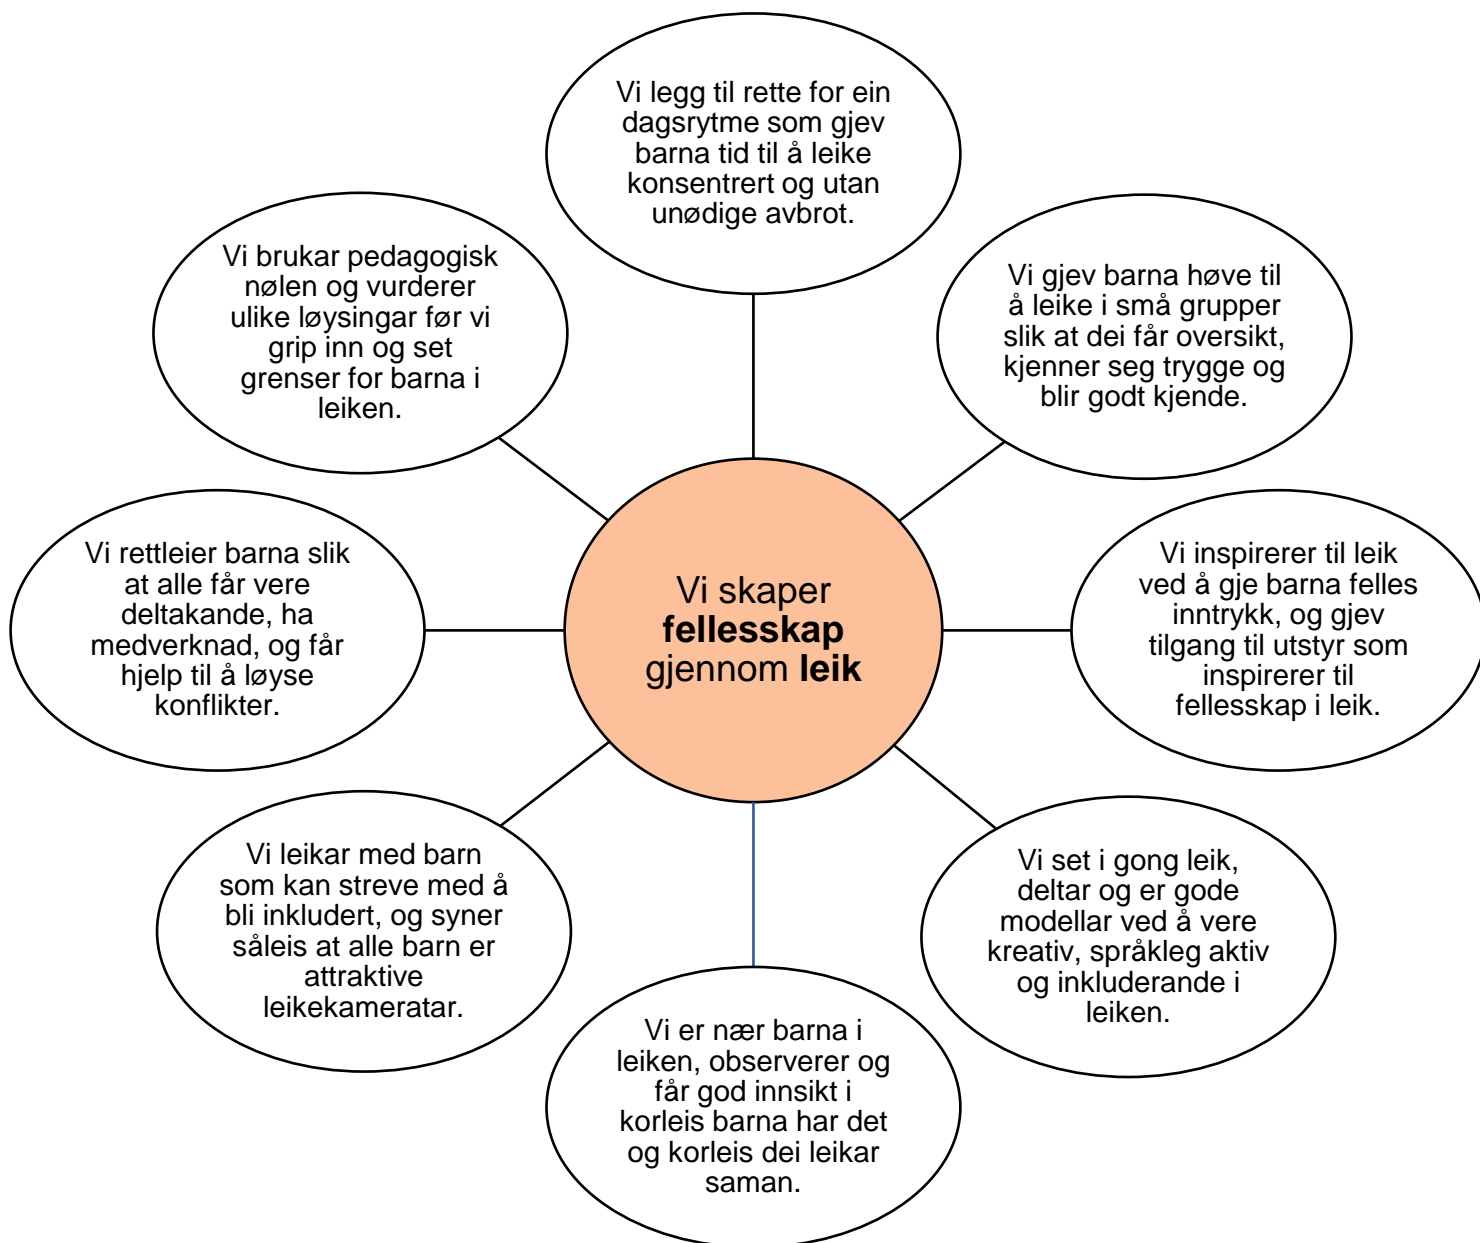 Vi legg til rette for ein
dagsrytme som gjev
barna tid til å leike
konsentrert og utan
unødige avbrot.
Vi brukar pedagogisk
nølen og vurderer
ulike løysingar før vi
grip inn og set
grenser for barna i
leiken.
Vi gjev barna høve til
å leike i små grupper
slik at dei får oversikt,
kjenner seg trygge og
blir godt kjende.
Vi rettleier barna slik
at alle får vere
deltakande, ha
medverknad, og får
hjelp til å løyse
konflikter.
Vi skaper
fellesskap
gjennom leik
Vi inspirerer til leik
ved å gje barna felles
inntrykk, og gjev
tilgang til utstyr som
inspirerer til
fellesskap i leik.
Vi leikar med barn
som kan streve med å
bli inkludert, og syner
såleis at alle barn er
attraktive
leikekameratar.
Vi set i gong leik,
deltar og er gode
modellar ved å vere
kreativ, språkleg aktiv
og inkluderande i
leiken.
Vi er nær barna i
leiken, observerer og
får god innsikt i
korleis barna har det
og korleis dei leikar
saman.